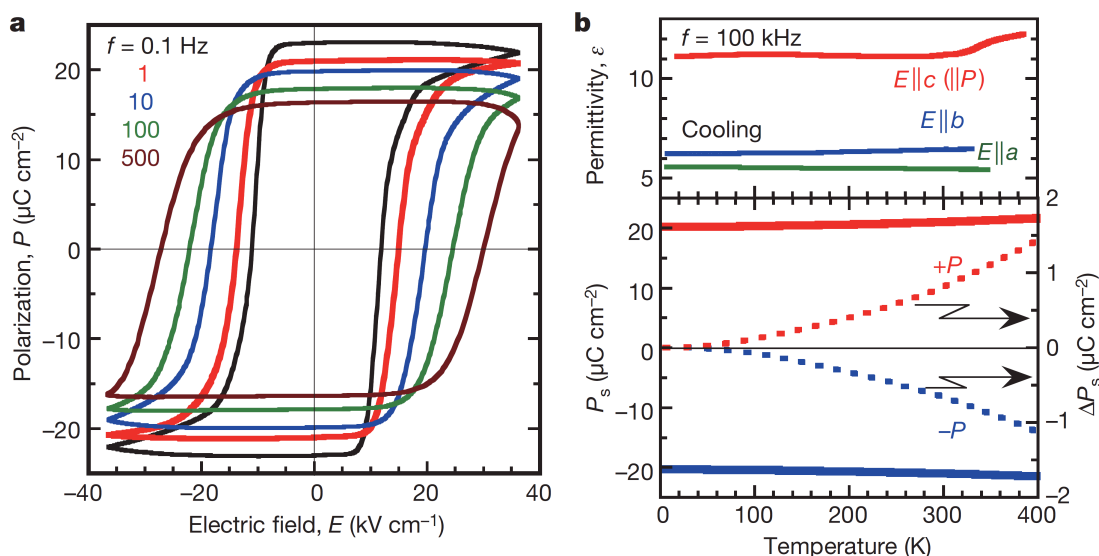 a
f = 0.1 Hz
1
10
100
500
20
10
0
−10
−20
−40
−20
0
20
40
Polarization, P (μC cm⁻²)
Electric field, E (kV cm⁻¹)
b
f = 100 kHz
E||c (||P)
E||b
Cooling
E||a
10
5
Permittivity, ε
20
10
0
−10
−20
Pₛ (μC cm⁻²)
+P
−P
2
1
0
−1
−2
ΔPₛ (μC cm⁻²)
0
100
200
300
400
Temperature (K)